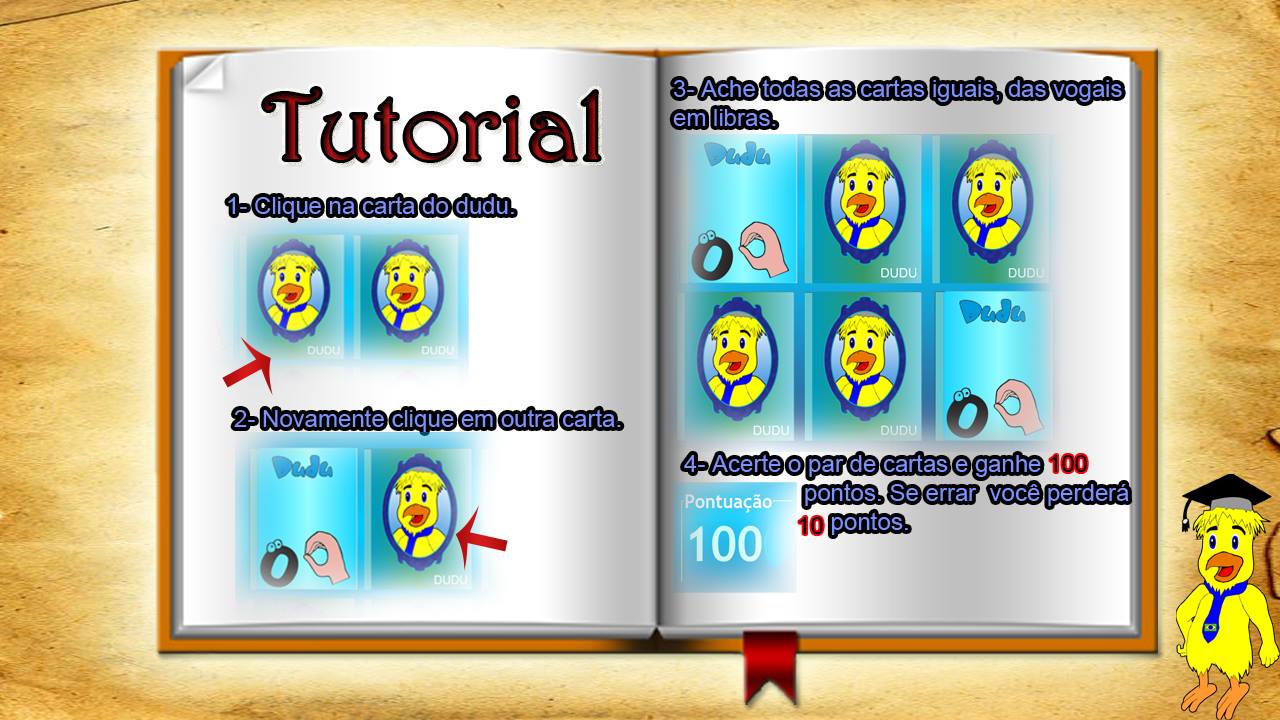 Tutorial
1- Clique na carta do dudu.
DUDU
DUDU
2- Novamente clique em outra carta.
Dudu
O
DUDU
3- Ache todas as cartas iguais, das vogais
em libras.
Dudu
O
DUDU
DUDU
DUDU
DUDU
Dudu
O
4- Acerte o par de cartas e ganhe 100
pontos. Se errar você perderá
10 pontos.
Pontuação
100